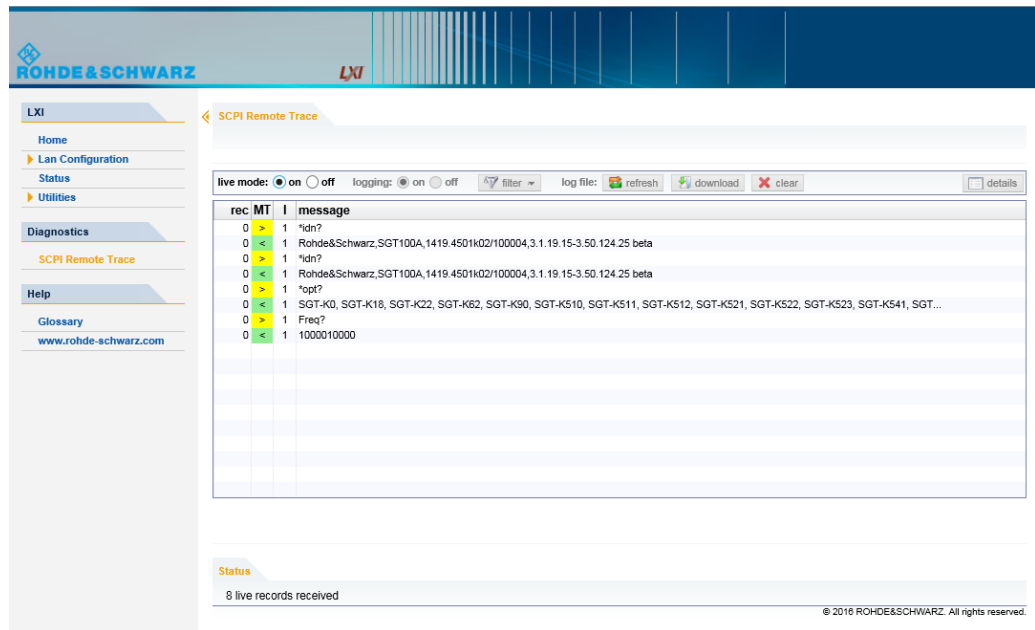 ROHDE&SCHWARZ
LXI
LXI
Home
Lan Configuration
Status
Utilities
Diagnostics
SCPI Remote Trace
Help
Glossary
www.rohde-schwarz.com
SCPI Remote Trace
live mode: on off logging: on off filter log file: refresh download clear details
rec MT I message
0 > 1 *idn?
0 < 1 Rohde&Schwarz,SGT100A,1419.4501k02/100004,3.1.19.15-3.50.124.25 beta
0 > 1 *idn?
0 < 1 Rohde&Schwarz,SGT100A,1419.4501k02/100004,3.1.19.15-3.50.124.25 beta
0 > 1 *opt?
0 < 1 SGT-K0, SGT-K18, SGT-K22, SGT-K62, SGT-K90, SGT-K510, SGT-K511, SGT-K512, SGT-K521, SGT-K522, SGT-K523, SGT-K541, SGT...
0 > 1 Freq?
0 < 1 1000010000
Status
8 live records received
© 2016 ROHDE&SCHWARZ. All rights reserved.